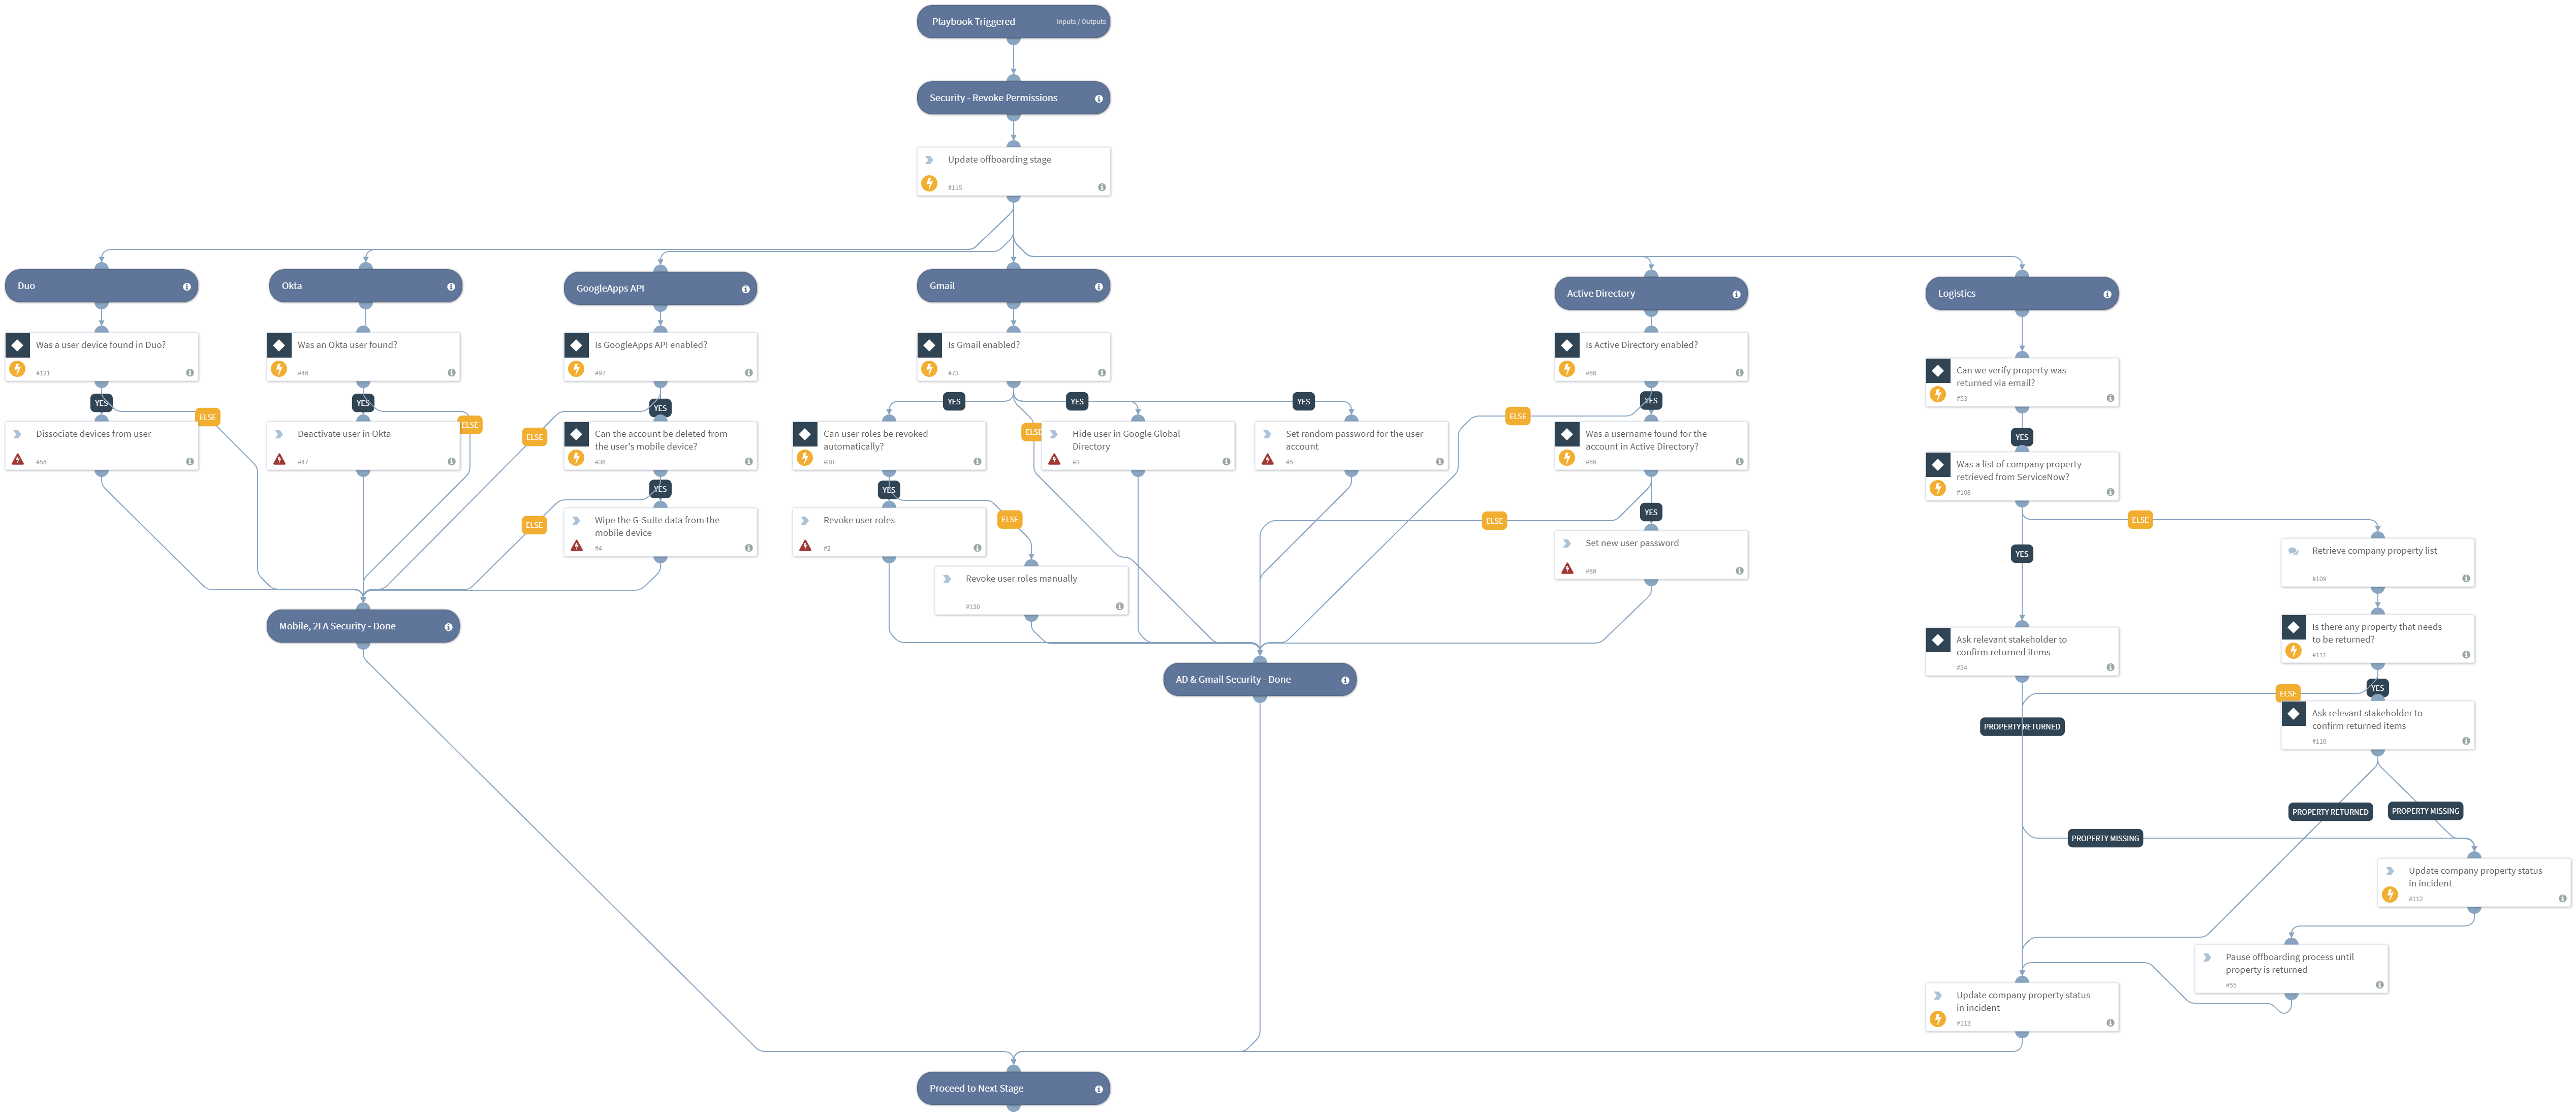 Playbook Triggered
Inputs / Outputs
Security - Revoke Permissions
Update offboarding stage
#115
Duo
Okta
GoogleApps API
Gmail
Active Directory
Logistics
Was a user device found in Duo?
#121
Was an Okta user found?
#46
Is GoogleApps API enabled?
#97
Is Gmail enabled?
#73
Is Active Directory enabled?
#86
Can we verify property was
returned via email?
#53
YES
ELSE
YES
ELSE
YES
ELSE
YES
YES
YES
ELSE
YES
ELSE
YES
Dissociate devices from user
#58
Deactivate user in Okta
#47
Can the account be deleted from
the user's mobile device?
#36
Can user roles be revoked
automatically?
#30
Hide user in Google Global
Directory
#3
Set random password for the user
account
#5
Was a username found for the
account in Active Directory?
#89
Was a list of company property
retrieved from ServiceNow?
#108
YES
ELSE
YES
ELSE
YES
ELSE
YES
ELSE
Wipe the G-Suite data from the
mobile device
#4
Revoke user roles
#2
Revoke user roles manually
#130
Set new user password
#88
Retrieve company property list
#109
Mobile, 2FA Security - Done
Ask relevant stakeholder to
confirm returned items
#54
Is there any property that needs
to be returned?
#111
AD & Gmail Security - Done
YES
ELSE
PROPERTY RETURNED
Ask relevant stakeholder to
confirm returned items
#110
PROPERTY RETURNED
PROPERTY MISSING
PROPERTY MISSING
Update company property status
in incident
#112
Pause offboarding process until
property is returned
#55
Update company property status
in incident
#113
Proceed to Next Stage